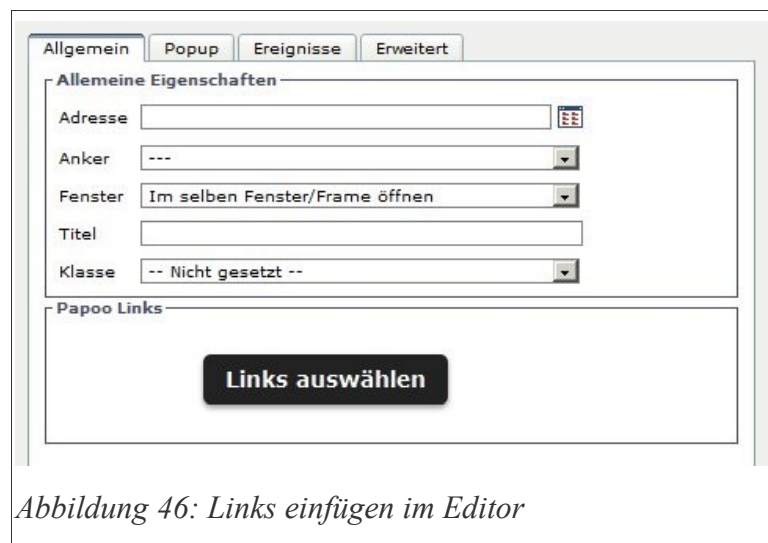 Allgemein Popup Ereignisse Erweitert
Allemeine Eigenschaften
Adresse
Anker ---
Fenster Im selben Fenster/Frame öffnen
Titel
Klasse -- Nicht gesetzt --
Papoo Links
Links auswählen
Abbildung 46: Links einfügen im Editor